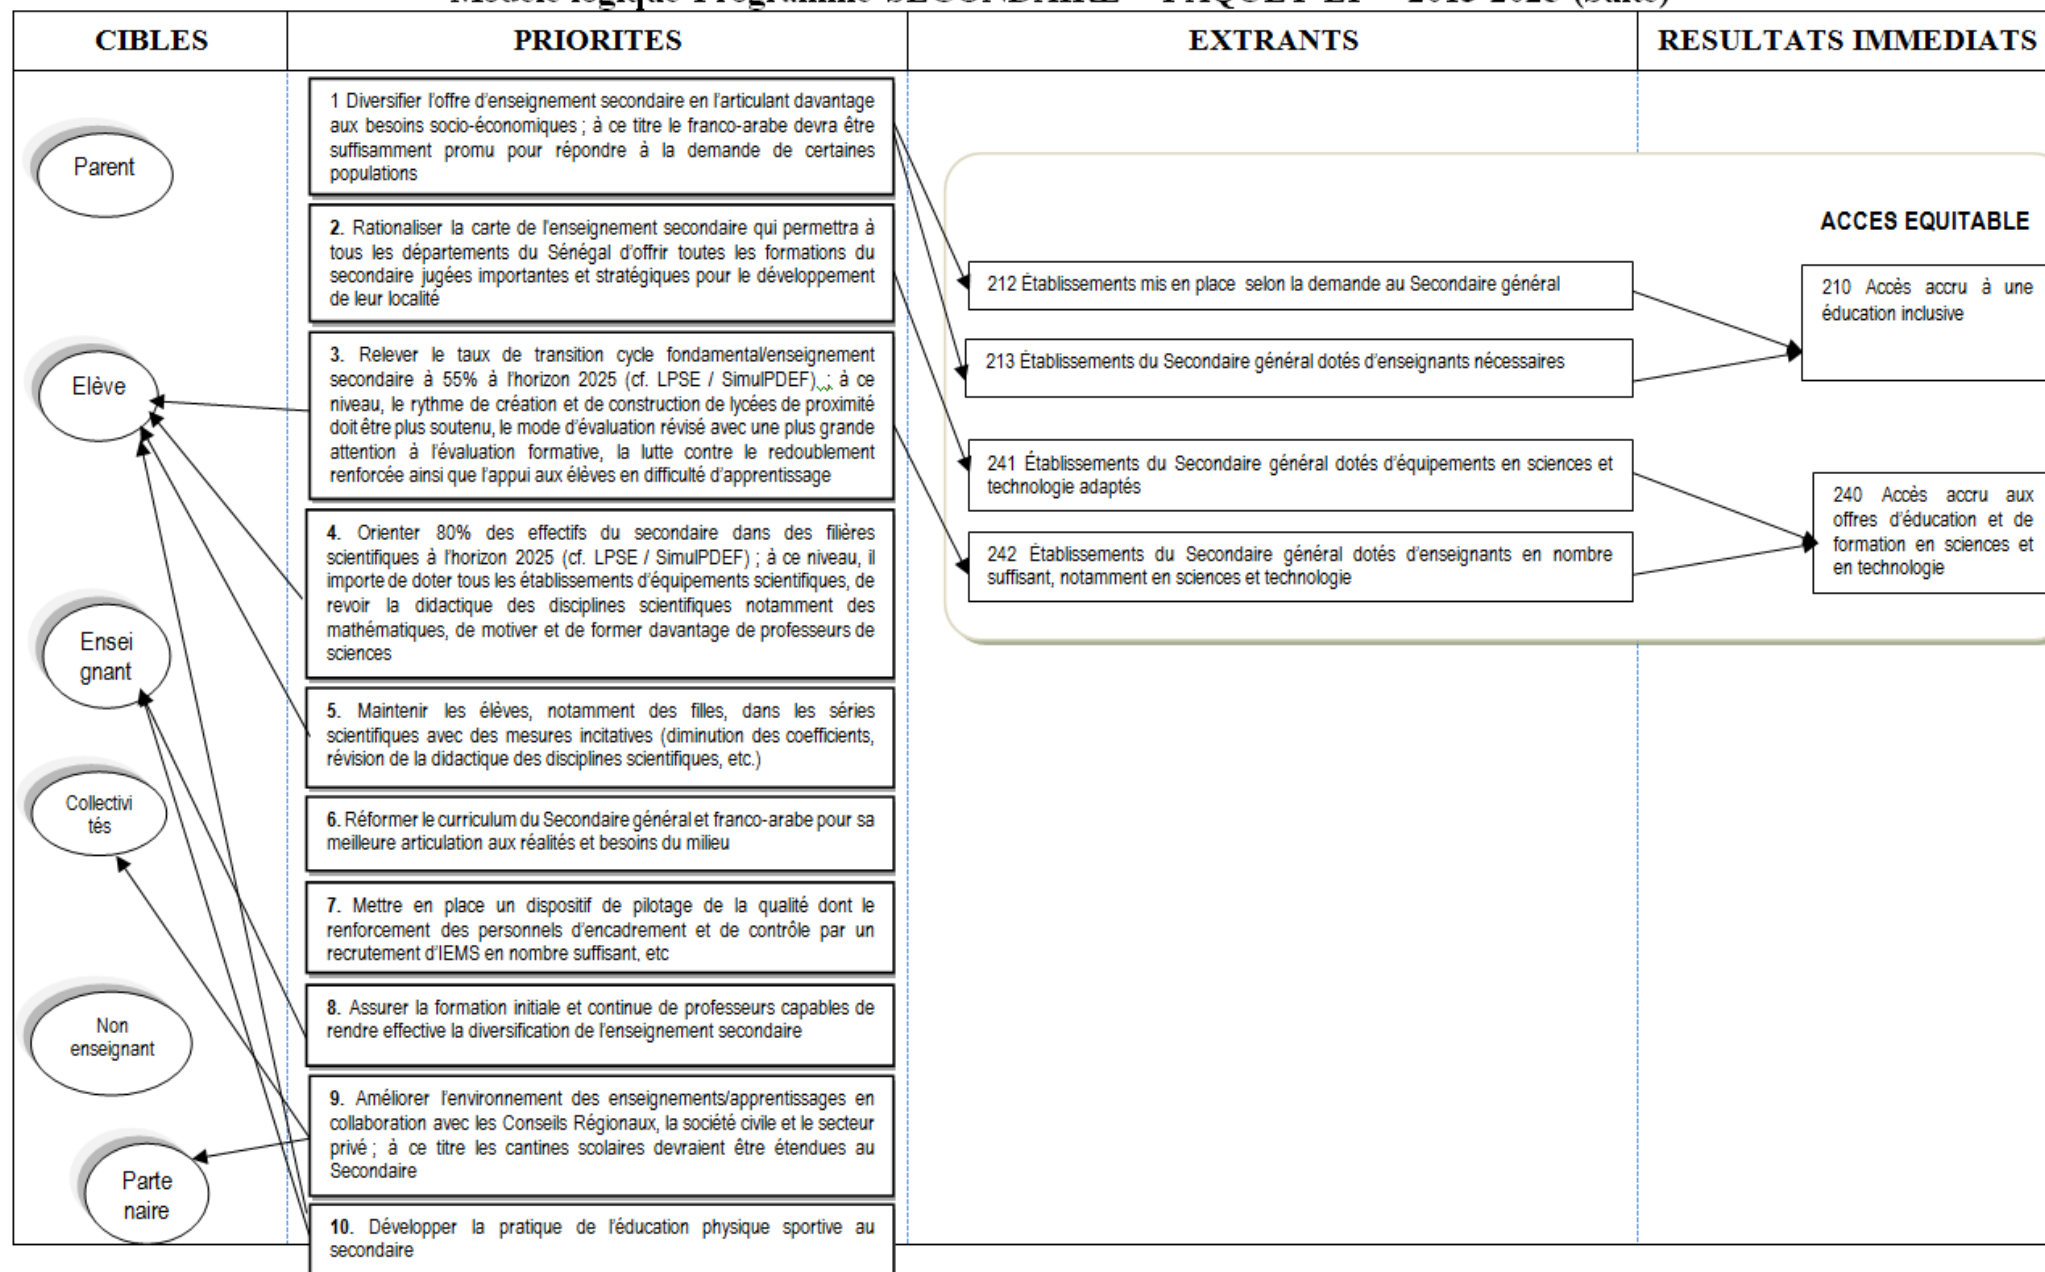 CIBLES
PRIORITES
EXTRANTS
RESULTATS IMMEDIATS
Parent
Elève
Ensei
gnant
Collectivi
tés
Non
enseignant
Parte
naire
1 Diversifier l'offre d'enseignement secondaire en l'articulant davantage
aux besoins socio-économiques ; à ce titre le franco-arabe devra être
suffisamment promu pour répondre à la demande de certaines
populations
2. Rationaliser la carte de l'enseignement secondaire qui permettra à
tous les départements du Sénégal d'offrir toutes les formations du
secondaire jugées importantes et stratégiques pour le développement
de leur localité
3. Relever le taux de transition cycle fondamental/enseignement
secondaire à 55% à l'horizon 2025 (cf. LPSE / SimulPDEF) ; à ce
niveau, le rythme de création et de construction de lycées de proximité
doit être plus soutenu, le mode d'évaluation révisé avec une plus grande
attention à l'évaluation formative, la lutte contre le redoublement
renforcée ainsi que l'appui aux élèves en difficulté d'apprentissage
4. Orienter 80% des effectifs du secondaire dans des filières
scientifiques à l'horizon 2025 (cf. LPSE / SimulPDEF) ; à ce niveau, il
importe de doter tous les établissements d'équipements scientifiques, de
revoir la didactique des disciplines scientifiques notamment des
mathématiques, de motiver et de former davantage de professeurs de
sciences
5. Maintenir les élèves, notamment des filles, dans les séries
scientifiques avec des mesures incitatives (diminution des coefficients,
révision de la didactique des disciplines scientifiques, etc.)
6. Réformer le curriculum du Secondaire général et franco-arabe pour sa
meilleure articulation aux réalités et besoins du milieu
7. Mettre en place un dispositif de pilotage de la qualité dont le
renforcement des personnels d'encadrement et de contrôle par un
recrutement d'IEMS en nombre suffisant, etc
8. Assurer la formation initiale et continue de professeurs capables de
rendre effective la diversification de l'enseignement secondaire
9. Améliorer l'environnement des enseignements/apprentissages en
collaboration avec les Conseils Régionaux, la société civile et le secteur
privé ; à ce titre les cantines scolaires devraient être étendues au
Secondaire
10. Développer la pratique de l'éducation physique sportive au
secondaire
212 Établissements mis en place selon la demande au Secondaire général
213 Établissements du Secondaire général dotés d'enseignants nécessaires
241 Établissements du Secondaire général dotés d'équipements en sciences et
technologie adaptés
242 Établissements du Secondaire général dotés d'enseignants en nombre
suffisant, notamment en sciences et technologie
ACCES EQUITABLE
210 Accès accru à une
éducation inclusive
240 Accès accru aux
offres d'éducation et de
formation en sciences et
en technologie